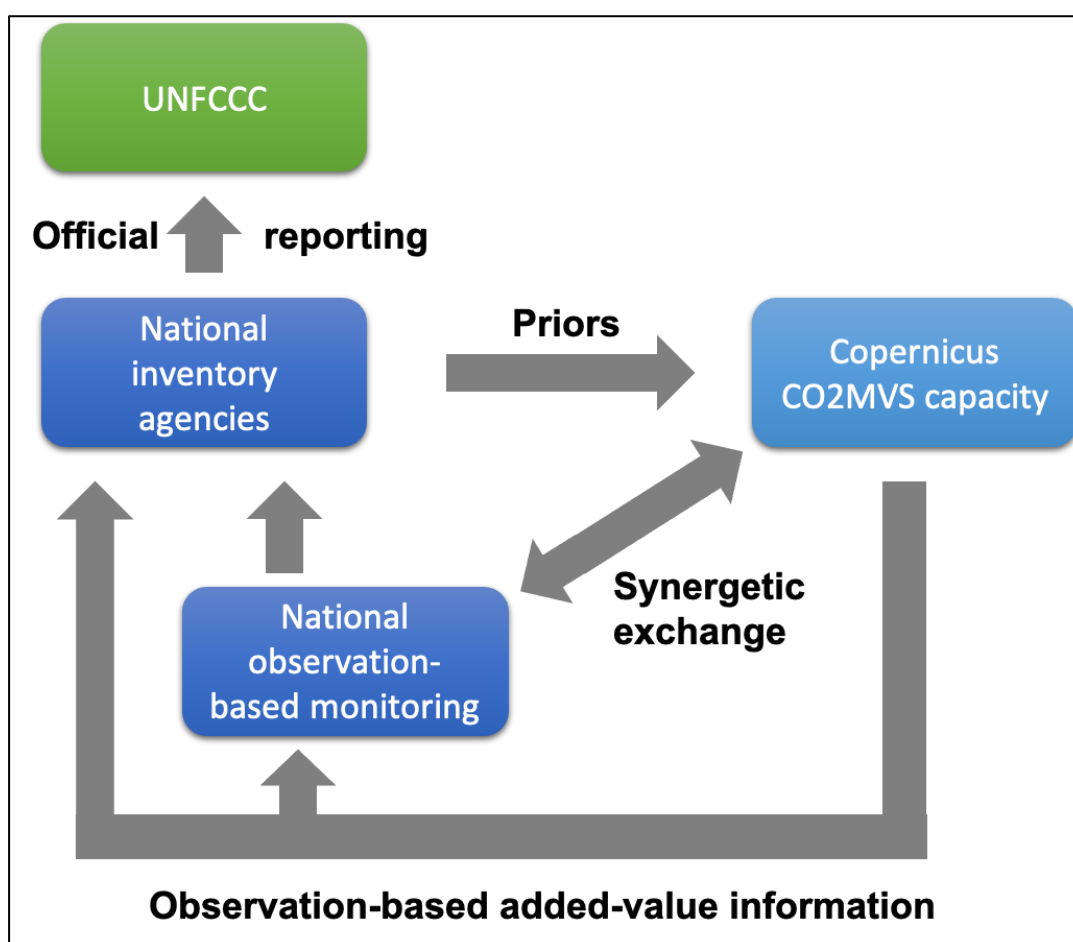 UNFCCC
Official reporting
National
inventory
agencies
Priors
Copernicus
CO2MVS capacity
National
observation-
based monitoring
Synergetic
exchange
Observation-based added-value information